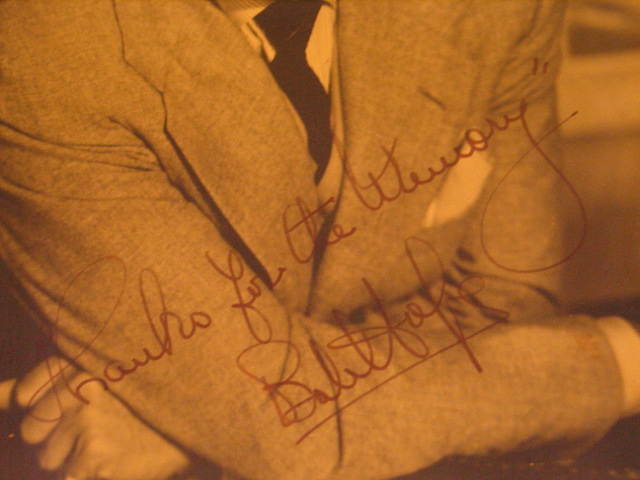 Thanks for the Memory"
Bob Hope